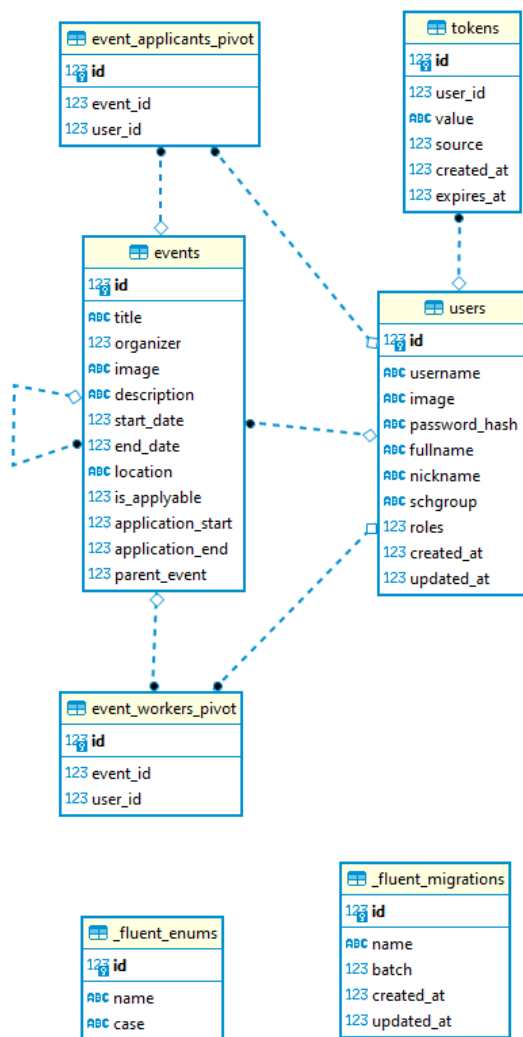 event_applicants_pivot
123 id
123 event_id
123 user_id
tokens
123 id
123 user_id
ABC value
123 source
123 created_at
123 expires_at
events
123 id
ABC title
123 organizer
ABC image
ABC description
123 start_date
123 end_date
ABC location
123 is_applyable
123 application_start
123 application_end
123 parent_event
users
123 id
ABC username
ABC image
ABC password_hash
ABC fullname
ABC nickname
ABC schgroup
123 roles
123 created_at
123 updated_at
event_workers_pivot
123 id
123 event_id
123 user_id
_fluent_enums
123 id
ABC name
ABC case
_fluent_migrations
123 id
ABC name
123 batch
123 created_at
123 updated_at